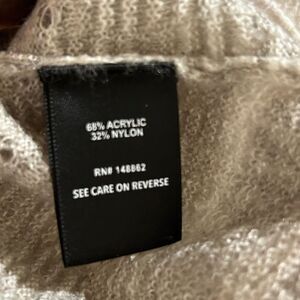 68% ACRYLIC
32% NYLON
RN# 148862
SEE CARE ON REVERSE